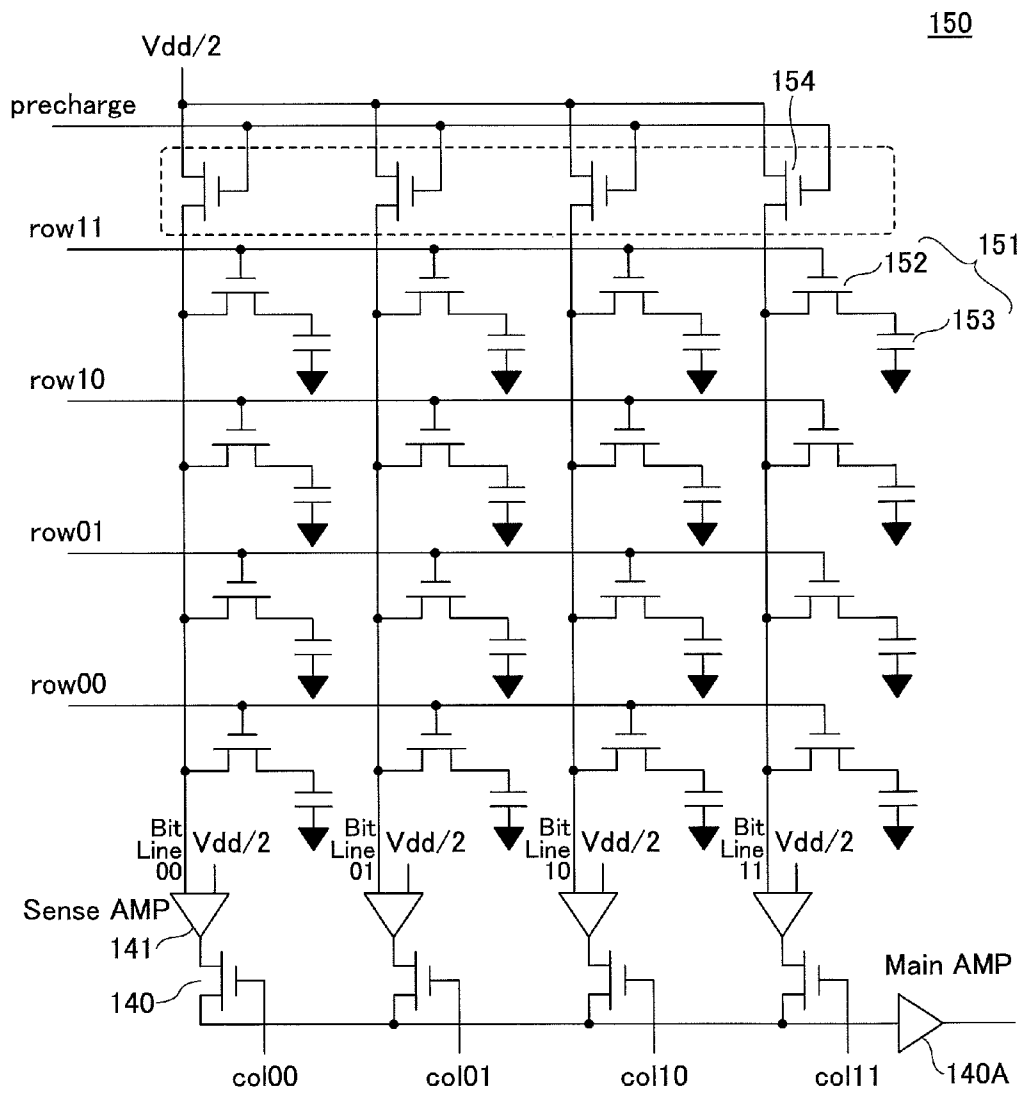 150
Vdd/2
precharge
154
row11
151
152
153
row10
row01
row00
Bit
Line
00
Vdd/2
Bit
Line
01
Vdd/2
Bit
Line
10
Vdd/2
Bit
Line
11
Vdd/2
Sense AMP
141
140
Main AMP
140A
col00
col01
col10
col11